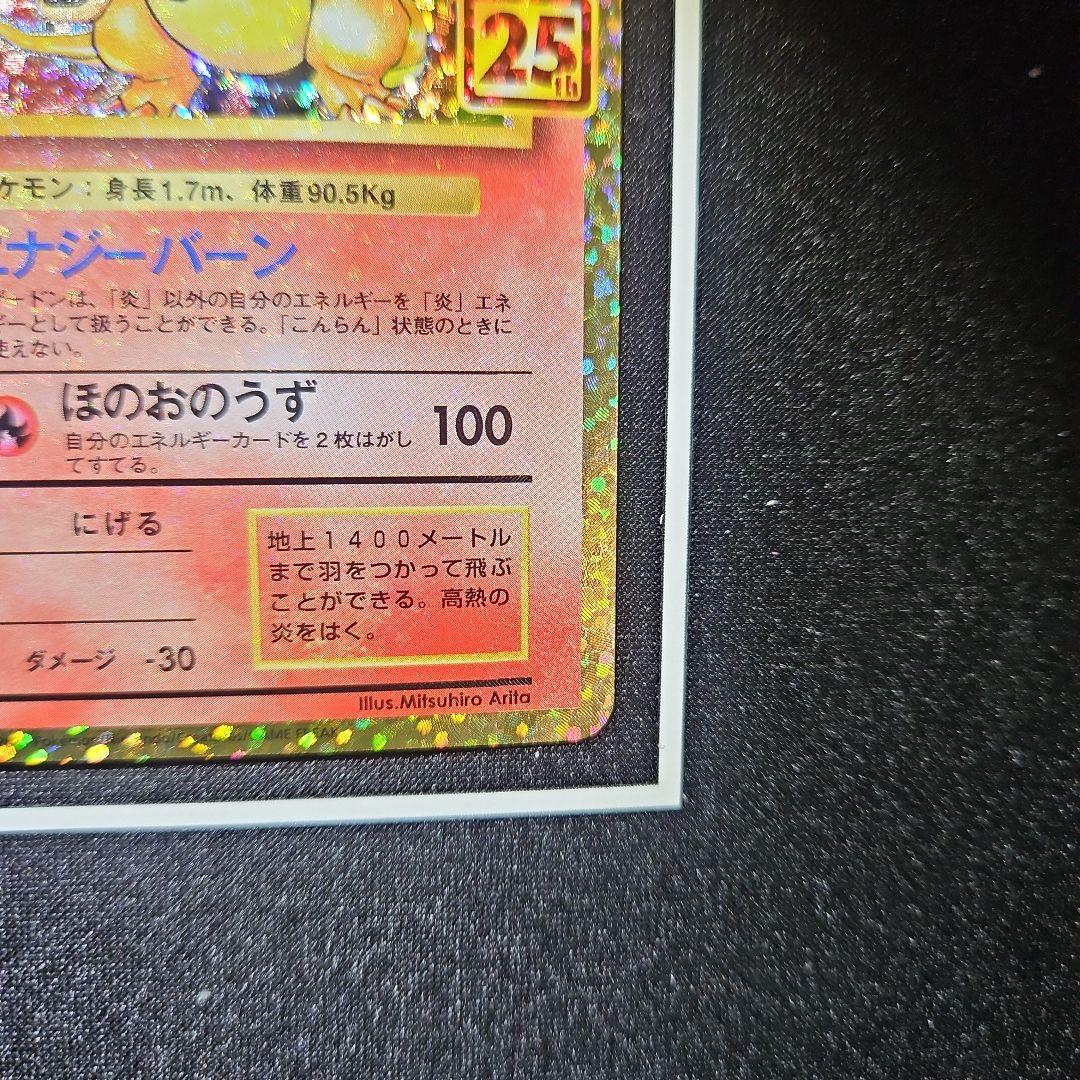 25th
ケモン：身長1.7m、体重90.5Kg
エナジーバーン
ードンは、「炎」以外の自分のエネルギーを「炎」エネ
ギーとして扱うことができる。「こんらん」状態のときに
使えない。
ほのおのうず 100
自分のエネルギーカードを２枚はがし
てすてる。
にげる
地上１４００メートル
まで羽をつかって飛ぶ
ことができる。高熱の
炎をはく。
ダメージ -30
Illus.Mitsuhiro Arita
/GAME FREAK